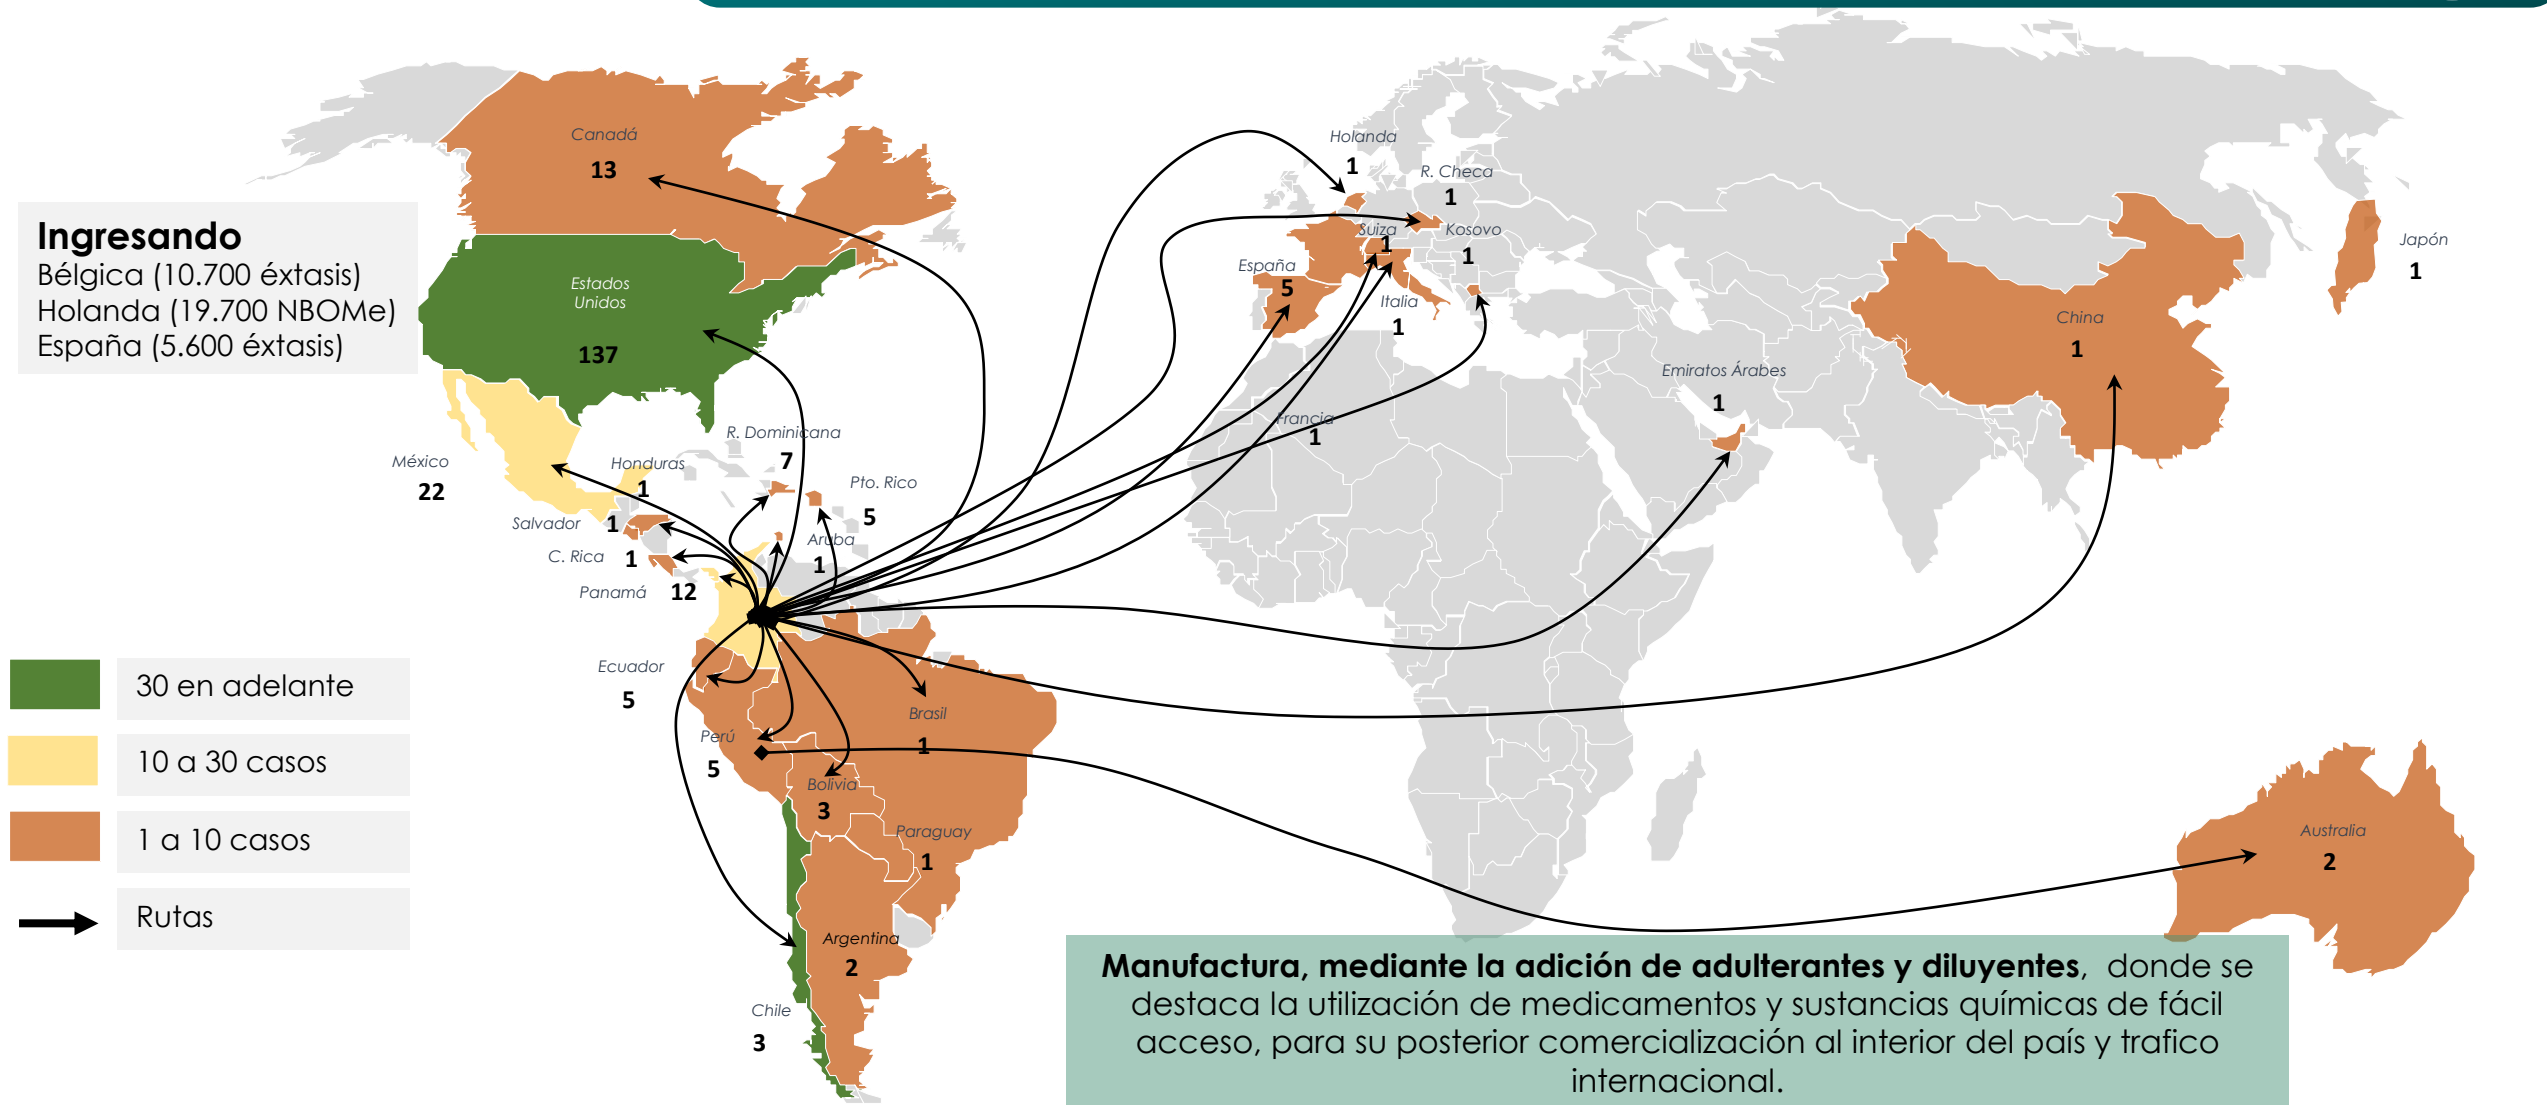 Ingresando
Bélgica (10.700 éxtasis)
Holanda (19.700 NBOMe)
España (5.600 éxtasis)
Canadá
13
Estados
Unidos
137
México
22
Honduras
1
Salvador
1
C. Rica
1
Panamá
12
R. Dominicana
7
Pto. Rico
5
Aruba
1
Ecuador
5
Perú
5
Brasil
1
Bolivia
3
Paraguay
1
Argentina
2
Chile
3
Holanda
1
R. Checa
1
Suiza
1
Kosovo
1
España
5
Italia
1
Francia
1
Emiratos Árabes
1
China
1
Japón
1
Australia
2
30 en adelante
10 a 30 casos
1 a 10 casos
Rutas
Manufactura, mediante la adición de adulterantes y diluyentes, donde se
destaca la utilización de medicamentos y sustancias químicas de fácil
acceso, para su posterior comercialización al interior del país y trafico
internacional.